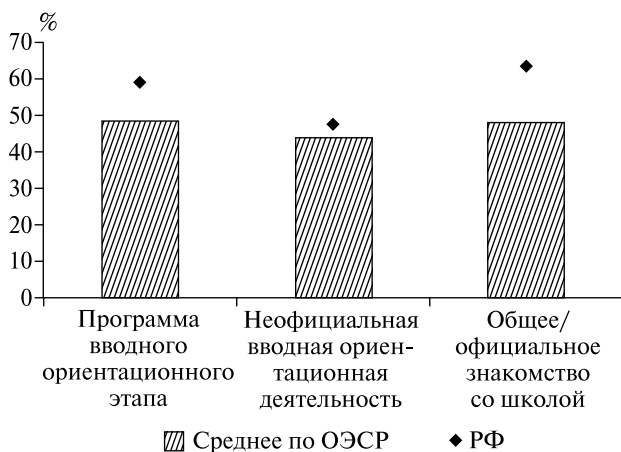 %
70
60
50
40
30
20
10
0
Программа
вводного
ориентационного
этапа
Неофициальная
вводная ориен-
тационная
деятельность
Общее/
официальное
знакомство
со школой
Среднее по ОЭСР
РФ